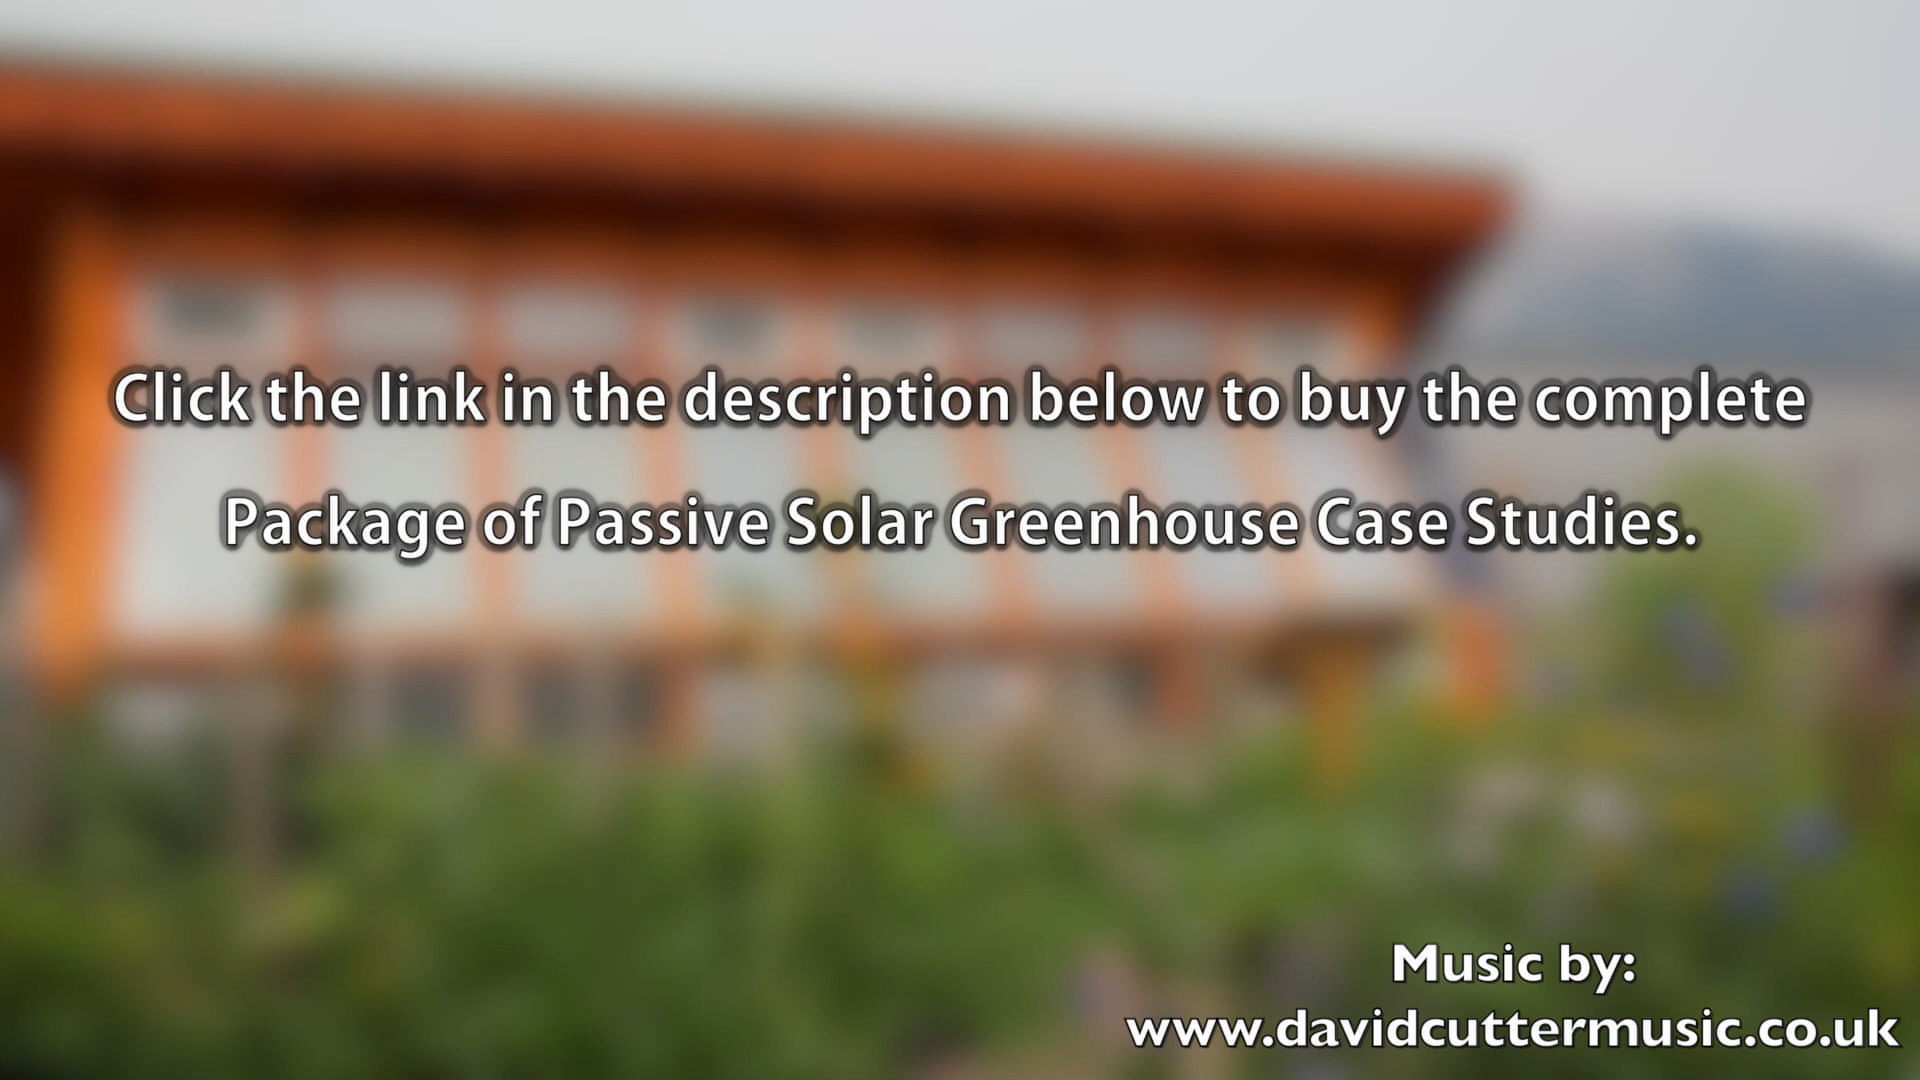 Click the link in the description below to buy the complete
Package of Passive Solar Greenhouse Case Studies.
Music by:
www.davidcuttermusic.co.uk